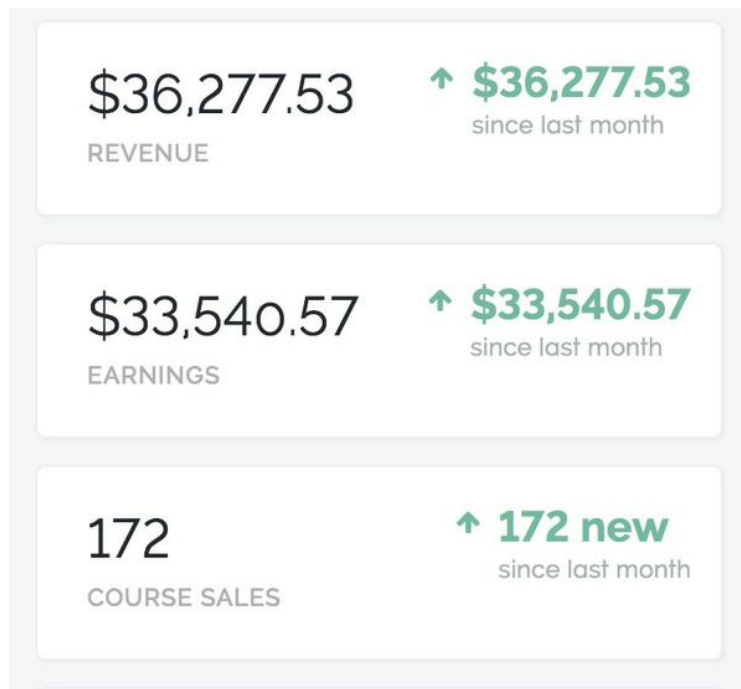 $36,277.53
REVENUE
↑ $36,277.53
since last month
$33,540.57
EARNINGS
↑ $33,540.57
since last month
172
COURSE SALES
↑ 172 new
since last month